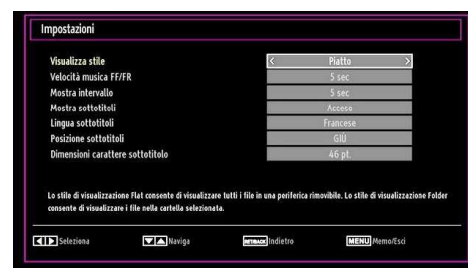 Impostazioni
Visualizza stile < Piatto >
Velocità musica FF/FR 5 sec
Mostra intervallo 5 sec
Mostra sottotitoli Acceso
Lingua sottotitoli Francese
Posizione sottotitoli GIÙ
Dimensioni carattere sottotitolo 46 pt.
Lo stile di visualizzazione Flat consente di visualizzare tutti i file in una periferica rimovibile. Lo stile di visualizzazione Folder
consente di visualizzare i file nella cartella selezionata.
Seleziona Naviga RET/BACK Indietro MENU Memo/Esci